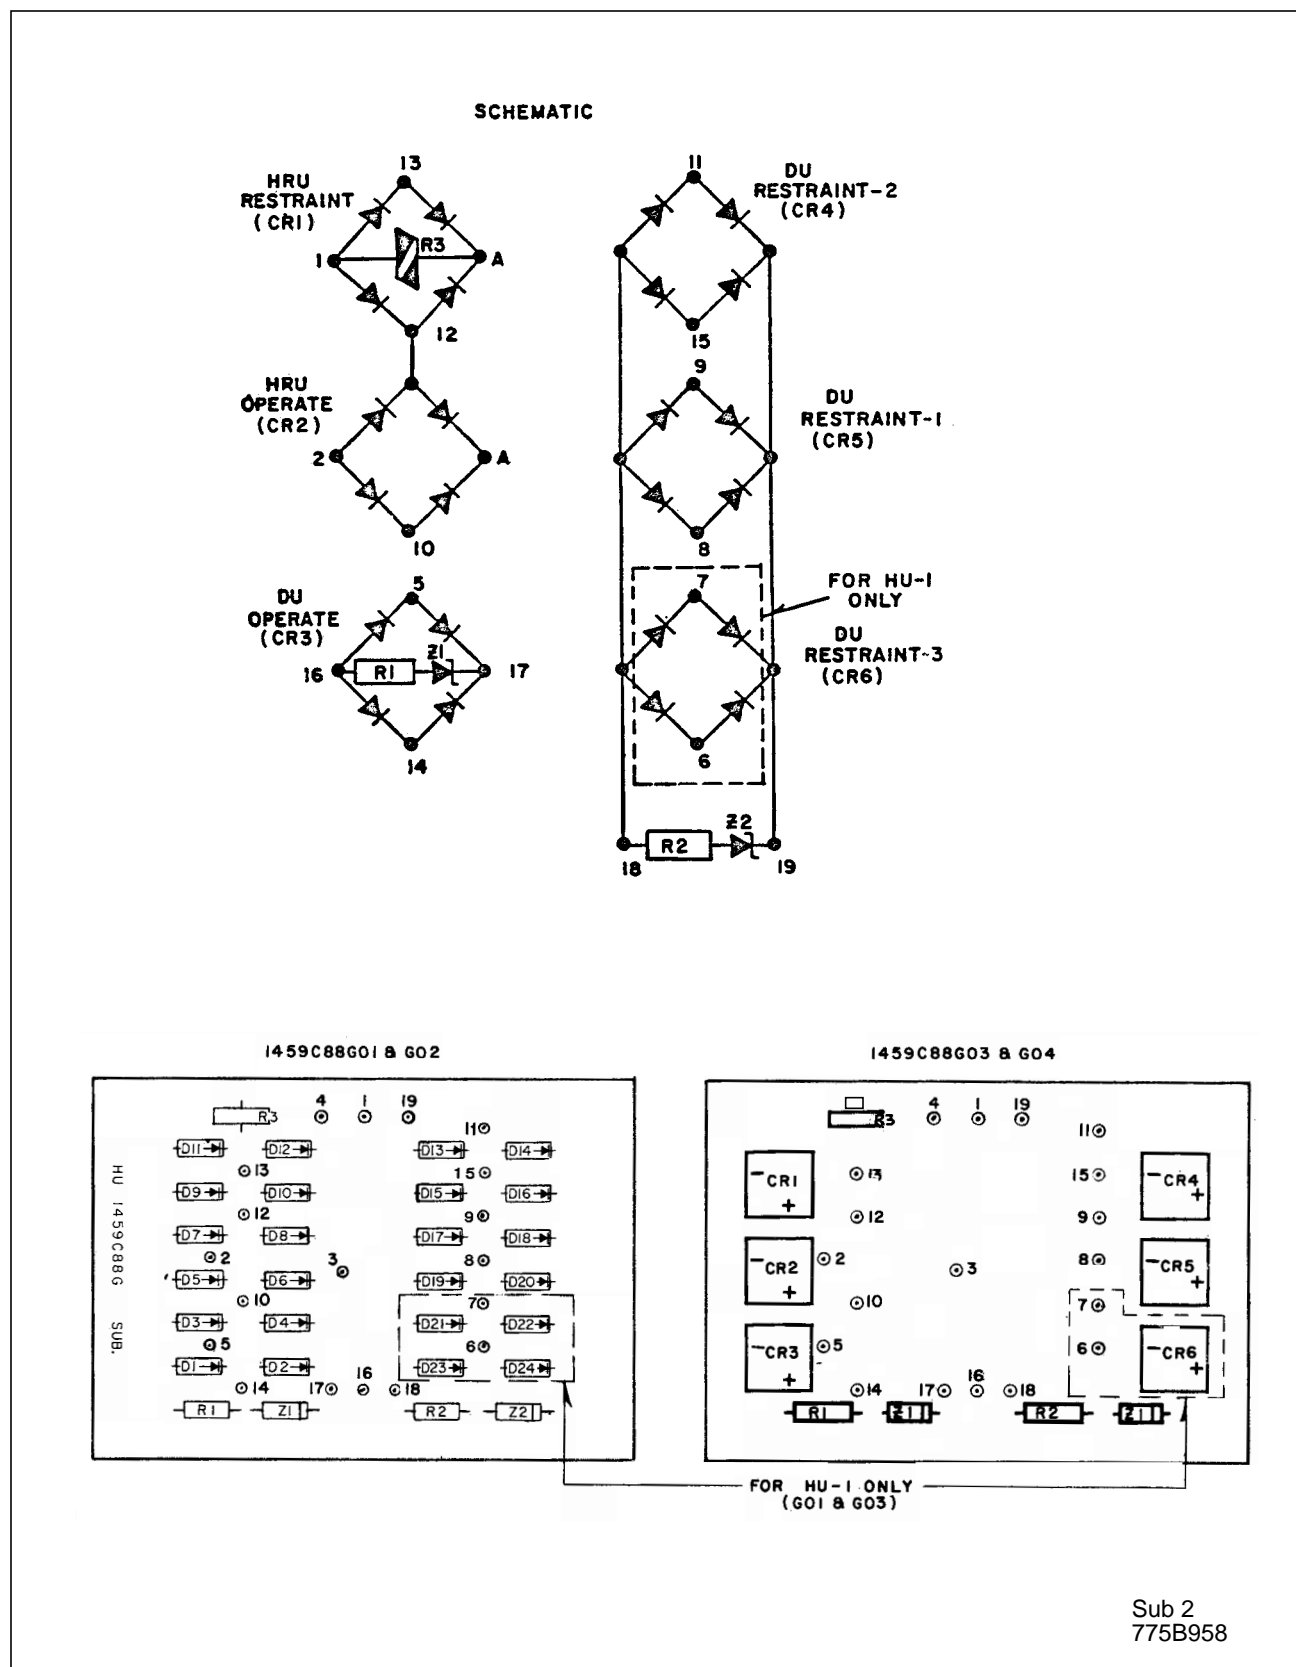 SCHEMATIC
13
HRU
RESTRAINT
(CR1)
R3
1
A
12
HRU
OPERATE
(CR2)
2
A
10
DU
OPERATE
(CR3)
5
16
R1
Z1
17
14
11
DU
RESTRAINT-2
(CR4)
15
9
DU
RESTRAINT-1
(CR5)
8
7
FOR HU-1
ONLY
DU
RESTRAINT-3
(CR6)
6
18
R2
Z2
19
1459C88G01 & G02
HU 1459C88G SUB.
R3
4 1 19
11
D11 D12 D13 D14
13 15
D9 D10 D15 D16
12 9
D7 D8 D17 D18
2 3 8
D5 D6 D19 D20
10 7
D3 D4 D21 D22
5 6
D1 D2 D23 D24
14 17 16 18
R1 Z1 R2 Z2
1459C88G03 & G04
R3
4 1 19
11
- CR1 +
13 15
- CR4 +
12 9
- CR2 +
2 3 8
- CR5 +
10 7
- CR3 +
5 6
- CR6 +
14 17 16 18
R1 Z1 R2 Z1
FOR HU-1 ONLY
(G01 & G03)
Sub 2
775B958